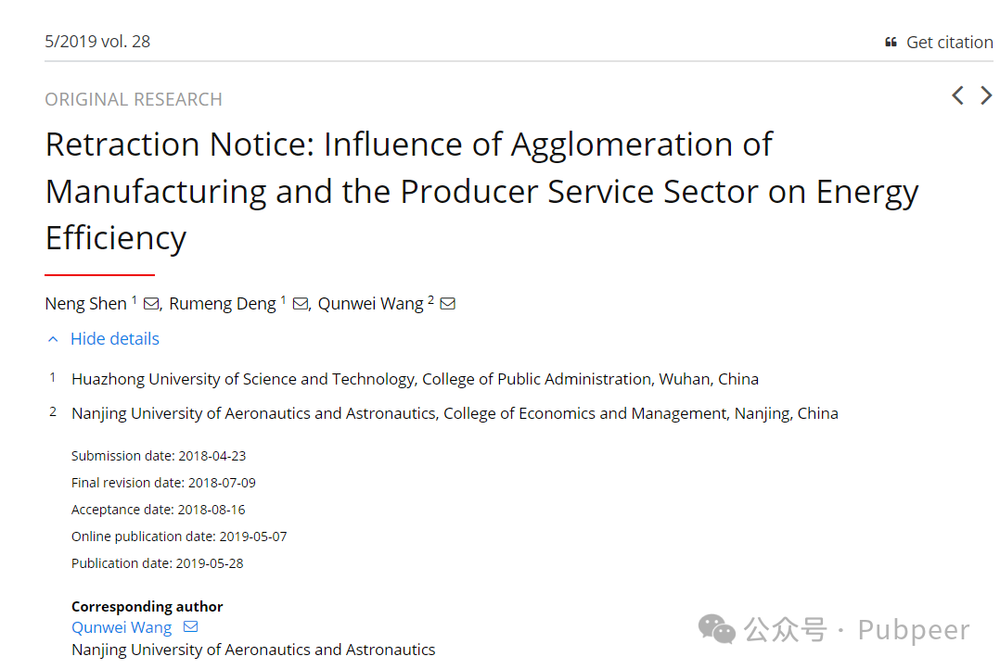 5/2019 vol. 28
Get citation
ORIGINAL RESEARCH
Retraction Notice: Influence of Agglomeration of
Manufacturing and the Producer Service Sector on Energy
Efficiency
Neng Shen 1, Rumeng Deng 1, Qunwei Wang 2
Hide details
1 Huazhong University of Science and Technology, College of Public Administration, Wuhan, China
2 Nanjing University of Aeronautics and Astronautics, College of Economics and Management, Nanjing, China
Submission date: 2018-04-23
Final revision date: 2018-07-09
Acceptance date: 2018-08-16
Online publication date: 2019-05-07
Publication date: 2019-05-28
Corresponding author
Qunwei Wang
Nanjing University of Aeronautics and Astronautics
公众号 · Pubpeer